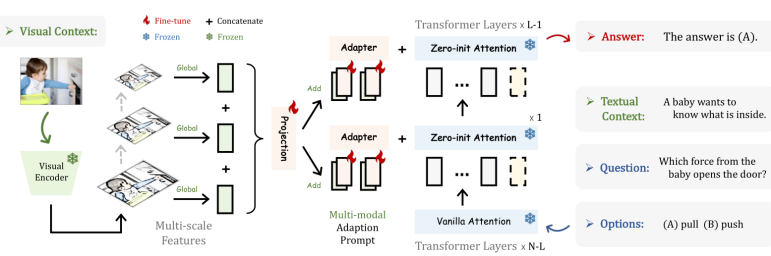 Visual Context:
Fine-tune
Frozen
Concatenate
Frozen
Visual
Encoder
Global
+
Global
+
Global
Multi-scale
Features
Projection
Add
Add
Adapter
+
Adapter
+
Multi-modal
Adaption
Prompt
Transformer Layers x L-1
Zero-init Attention
...
x 1
Zero-init Attention
...
Vanilla Attention
Transformer Layers x N-L
Answer: The answer is (A).
Textual Context: A baby wants to
know what is inside.
Question: Which force from the
baby opens the door?
Options: (A) pull (B) push